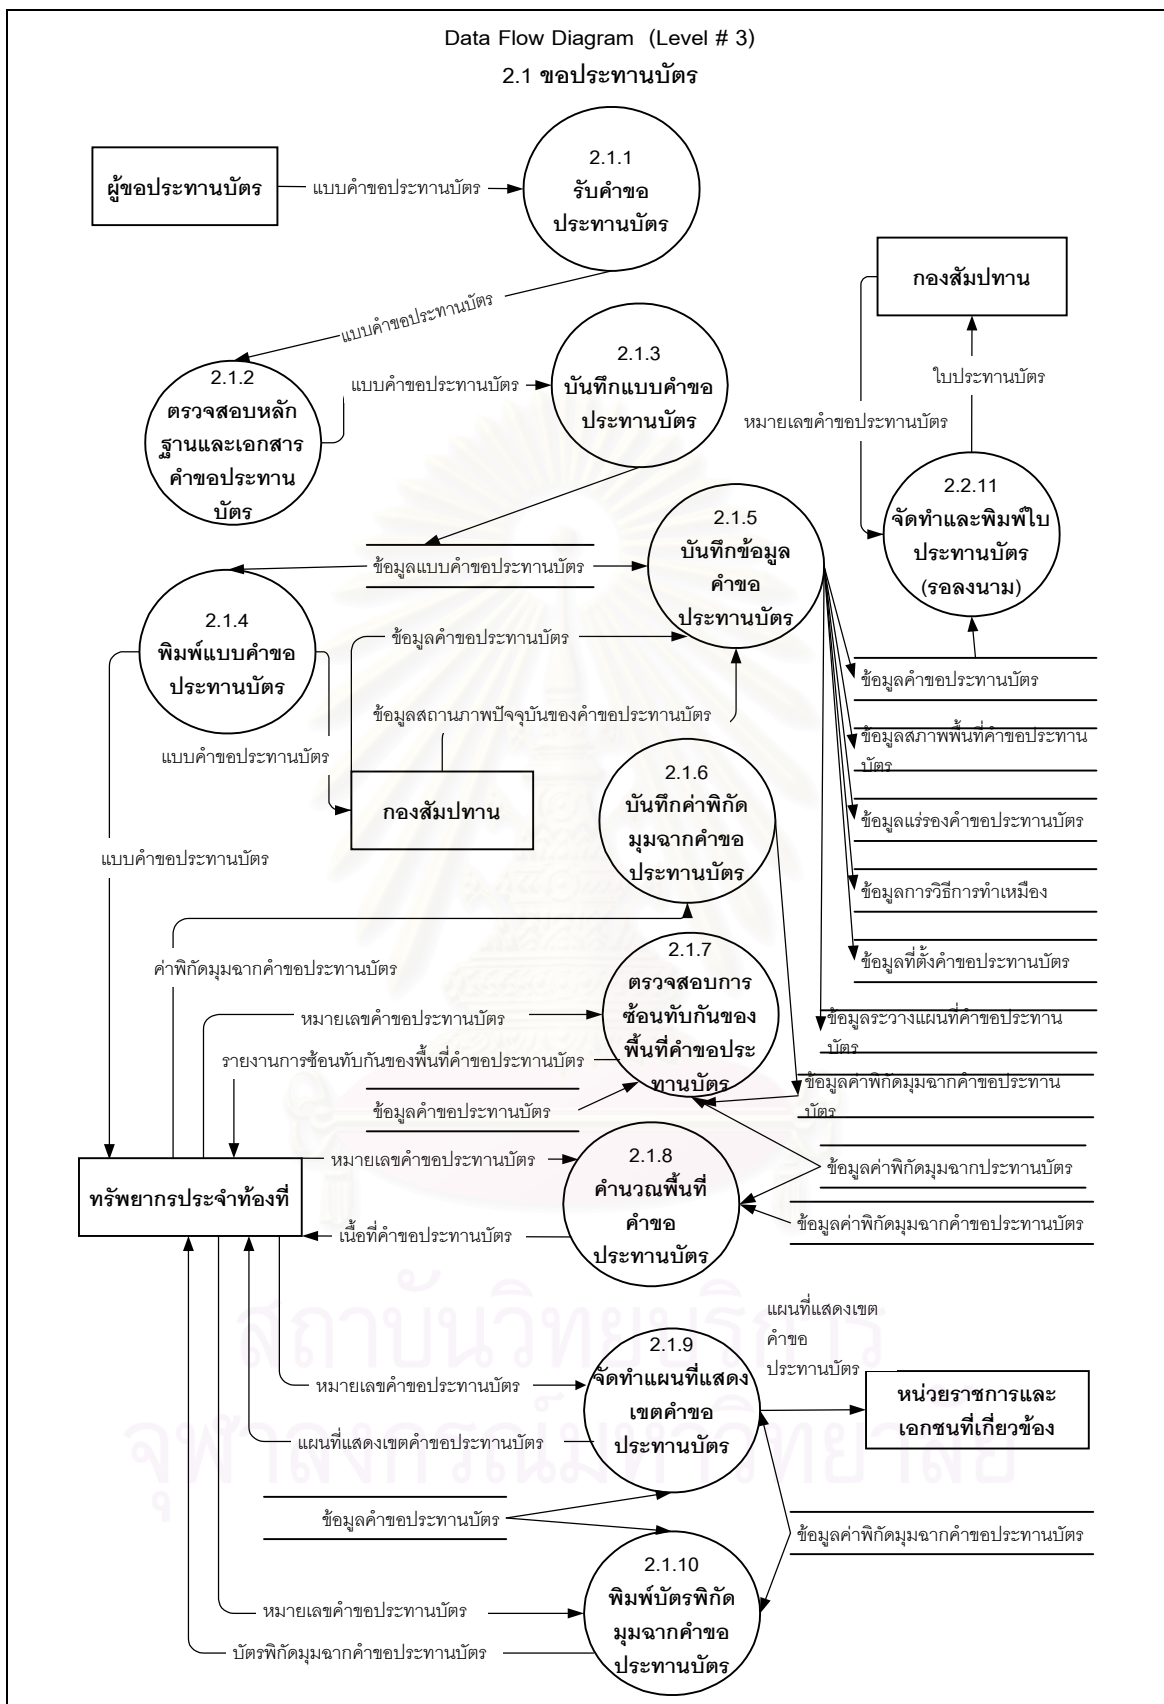 Data Flow Diagram (Level # 3)
2.1 ขอประทานบัตร
2.1.1
รับคำขอ
ประทานบัตร
ผู้ขอประทานบัตร
แบบคำขอประทานบัตร
กองสัมปทาน
แบบคำขอประทานบัตร
2.1.3
บันทึกแบบคำขอ
ประทานบัตร
2.1.2
ตรวจสอบหลัก
ฐานและเอกสาร
คำขอประทาน
บัตร
แบบคำขอประทานบัตร
ใบประทานบัตร
หมายเลขคำขอประทานบัตร
2.2.11
จัดทำและพิมพ์ใบ
ประทานบัตร
(รอลงนาม)
2.1.5
บันทึกข้อมูล
คำขอ
ประทานบัตร
ข้อมูลแบบคำขอประทานบัตร
2.1.4
พิมพ์แบบคำขอ
ประทานบัตร
ข้อมูลคำขอประทานบัตร
ข้อมูลคำขอประทานบัตร
ข้อมูลสถานภาพปัจจุบันของคำขอประทานบัตร
ข้อมูลสภาพพื้นที่คำขอประทาน
บัตร
แบบคำขอประทานบัตร
2.1.6
บันทึกค่าพิกัด
มุมฉากคำขอ
ประทานบัตร
กองสัมปทาน
ข้อมูลแร่รองคำขอประทานบัตร
แบบคำขอประทานบัตร
ข้อมูลการวิธีการทำเหมือง
2.1.7
ตรวจสอบการ
ซ้อนทับกันของ
พื้นที่คำขอประ
ทานบัตร
ค่าพิกัดมุมฉากคำขอประทานบัตร
ข้อมูลที่ตั้งคำขอประทานบัตร
หมายเลขคำขอประทานบัตร
ข้อมูลระวางแผนที่คำขอประทาน
บัตร
รายงานการซ้อนทับกันของพื้นที่คำขอประทานบัตร
ข้อมูลค่าพิกัดมุมฉากคำขอประทาน
บัตร
ข้อมูลคำขอประทานบัตร
หมายเลขคำขอประทานบัตร
2.1.8
คำนวณพื้นที่
คำขอ
ประทานบัตร
ข้อมูลค่าพิกัดมุมฉากประทานบัตร
ทรัพยากรประจำท้องที่
ข้อมูลค่าพิกัดมุมฉากคำขอประทานบัตร
เนื้อที่คำขอประทานบัตร
สถาบันวิทยบริการ
แผนที่แสดงเขต
คำขอ
ประทานบัตร
2.1.9
จัดทำแผนที่แสดง
เขตคำขอ
ประทานบัตร
หมายเลขคำขอประทานบัตร
หน่วยราชการและ
เอกชนที่เกี่ยวข้อง
แผนที่แสดงเขตคำขอประทานบัตร
จุฬาลงกรณ์มหาวิทยาลัย
ข้อมูลคำขอประทานบัตร
ข้อมูลค่าพิกัดมุมฉากคำขอประทานบัตร
2.1.10
พิมพ์บัตรพิกัด
มุมฉากคำขอ
ประทานบัตร
หมายเลขคำขอประทานบัตร
บัตรพิกัดมุมฉากคำขอประทานบัตร